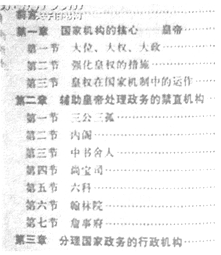 前言
第一章 国家机构的核心——皇帝
第一节 大位、大权、大政
第二节 强化皇权的措施
第三节 皇权在国家机制中的运作
第二章 辅助皇帝处理政务的禁直机构
第一节 三公三孤
第二节 内阁
第三节 中书舍人
第四节 尚宝司
第五节 六科
第六节 翰林院
第七节 詹事府
第三章 分理国家政务的行政机构